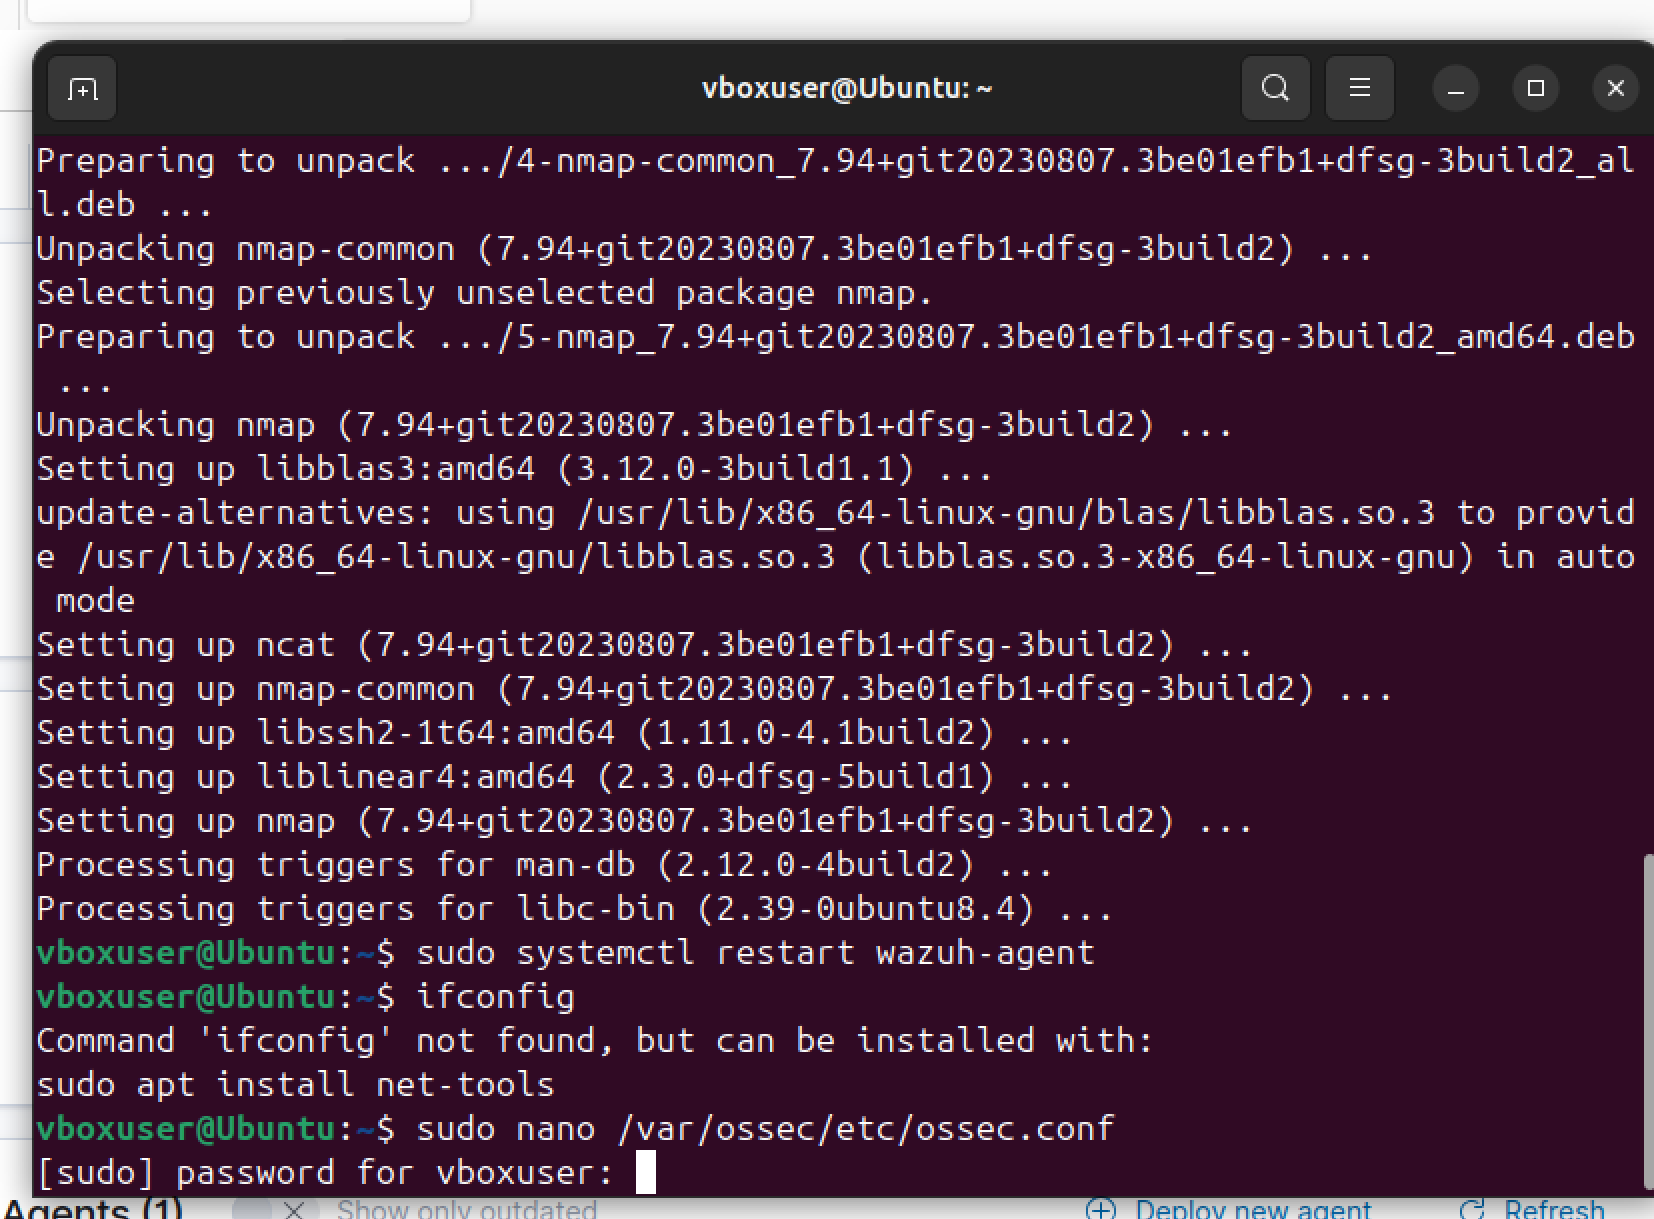 vboxuser@Ubuntu: ~
Preparing to unpack .../4-nmap-common_7.94+git20230807.3be01efb1+dfsg-3build2_al
l.deb ...
Unpacking nmap-common (7.94+git20230807.3be01efb1+dfsg-3build2) ...
Selecting previously unselected package nmap.
Preparing to unpack .../5-nmap_7.94+git20230807.3be01efb1+dfsg-3build2_amd64.deb
 ...
Unpacking nmap (7.94+git20230807.3be01efb1+dfsg-3build2) ...
Setting up libblas3:amd64 (3.12.0-3build1.1) ...
update-alternatives: using /usr/lib/x86_64-linux-gnu/blas/libblas.so.3 to provid
e /usr/lib/x86_64-linux-gnu/libblas.so.3 (libblas.so.3-x86_64-linux-gnu) in auto
 mode
Setting up ncat (7.94+git20230807.3be01efb1+dfsg-3build2) ...
Setting up nmap-common (7.94+git20230807.3be01efb1+dfsg-3build2) ...
Setting up libssh2-1t64:amd64 (1.11.0-4.1build2) ...
Setting up liblinear4:amd64 (2.3.0+dfsg-5build1) ...
Setting up nmap (7.94+git20230807.3be01efb1+dfsg-3build2) ...
Processing triggers for man-db (2.12.0-4build2) ...
Processing triggers for libc-bin (2.39-0ubuntu8.4) ...
vboxuser@Ubuntu:~$ sudo systemctl restart wazuh-agent
vboxuser@Ubuntu:~$ ifconfig
Command 'ifconfig' not found, but can be installed with:
sudo apt install net-tools
vboxuser@Ubuntu:~$ sudo nano /var/ossec/etc/ossec.conf
[sudo] password for vboxuser:
Agents (1) Show only outdated Deploy new agent Refresh